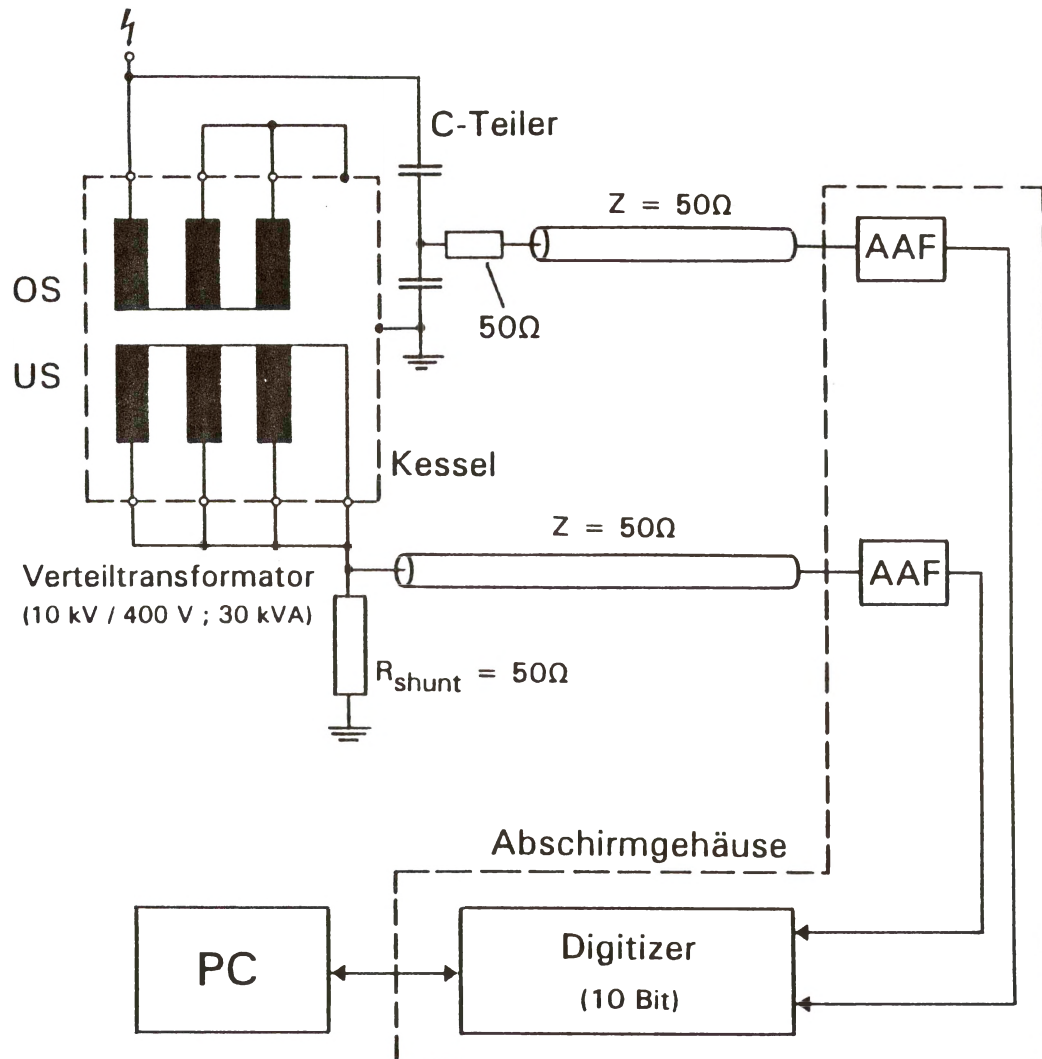 C-Teiler
Z = 50Ω
AAF
OS
50Ω
US
Kessel
Z = 50Ω
AAF
Verteiltransformator
(10 kV / 400 V ; 30 kVA)
R_shunt = 50Ω
Abschirmgehäuse
PC
Digitizer
(10 Bit)